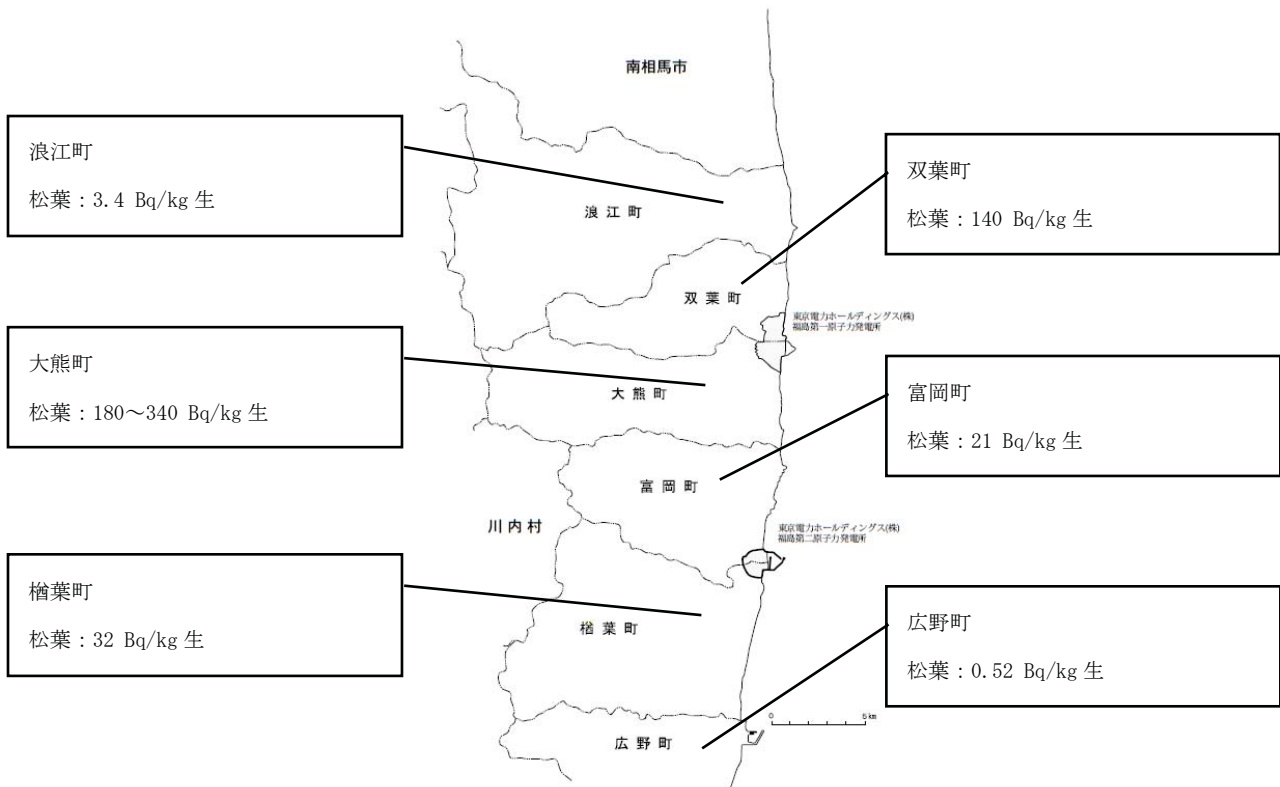 南相馬市
浪江町
松葉：3.4 Bq/kg 生
双葉町
松葉：140 Bq/kg 生
浪江町
双葉町
東京電力ホールディングス(株)
福島第一原子力発電所
大熊町
松葉：180～340 Bq/kg 生
大熊町
富岡町
松葉：21 Bq/kg 生
富岡町
川内村
東京電力ホールディングス(株)
福島第二原子力発電所
楢葉町
松葉：32 Bq/kg 生
楢葉町
広野町
松葉：0.52 Bq/kg 生
0 5km
広野町